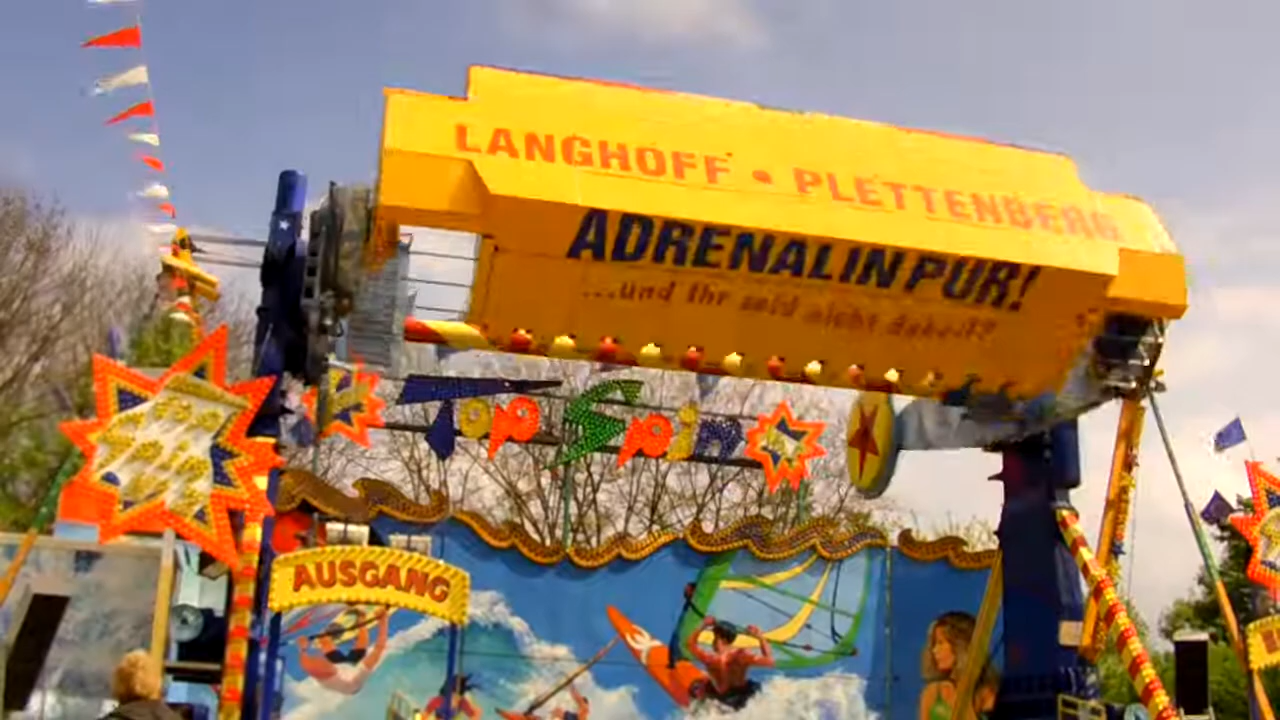 LANGHOFF • PLETTENBERG
ADRENALIN PUR!
...und Ihr seid nicht dabei!?
Top Spin
AUSGANG